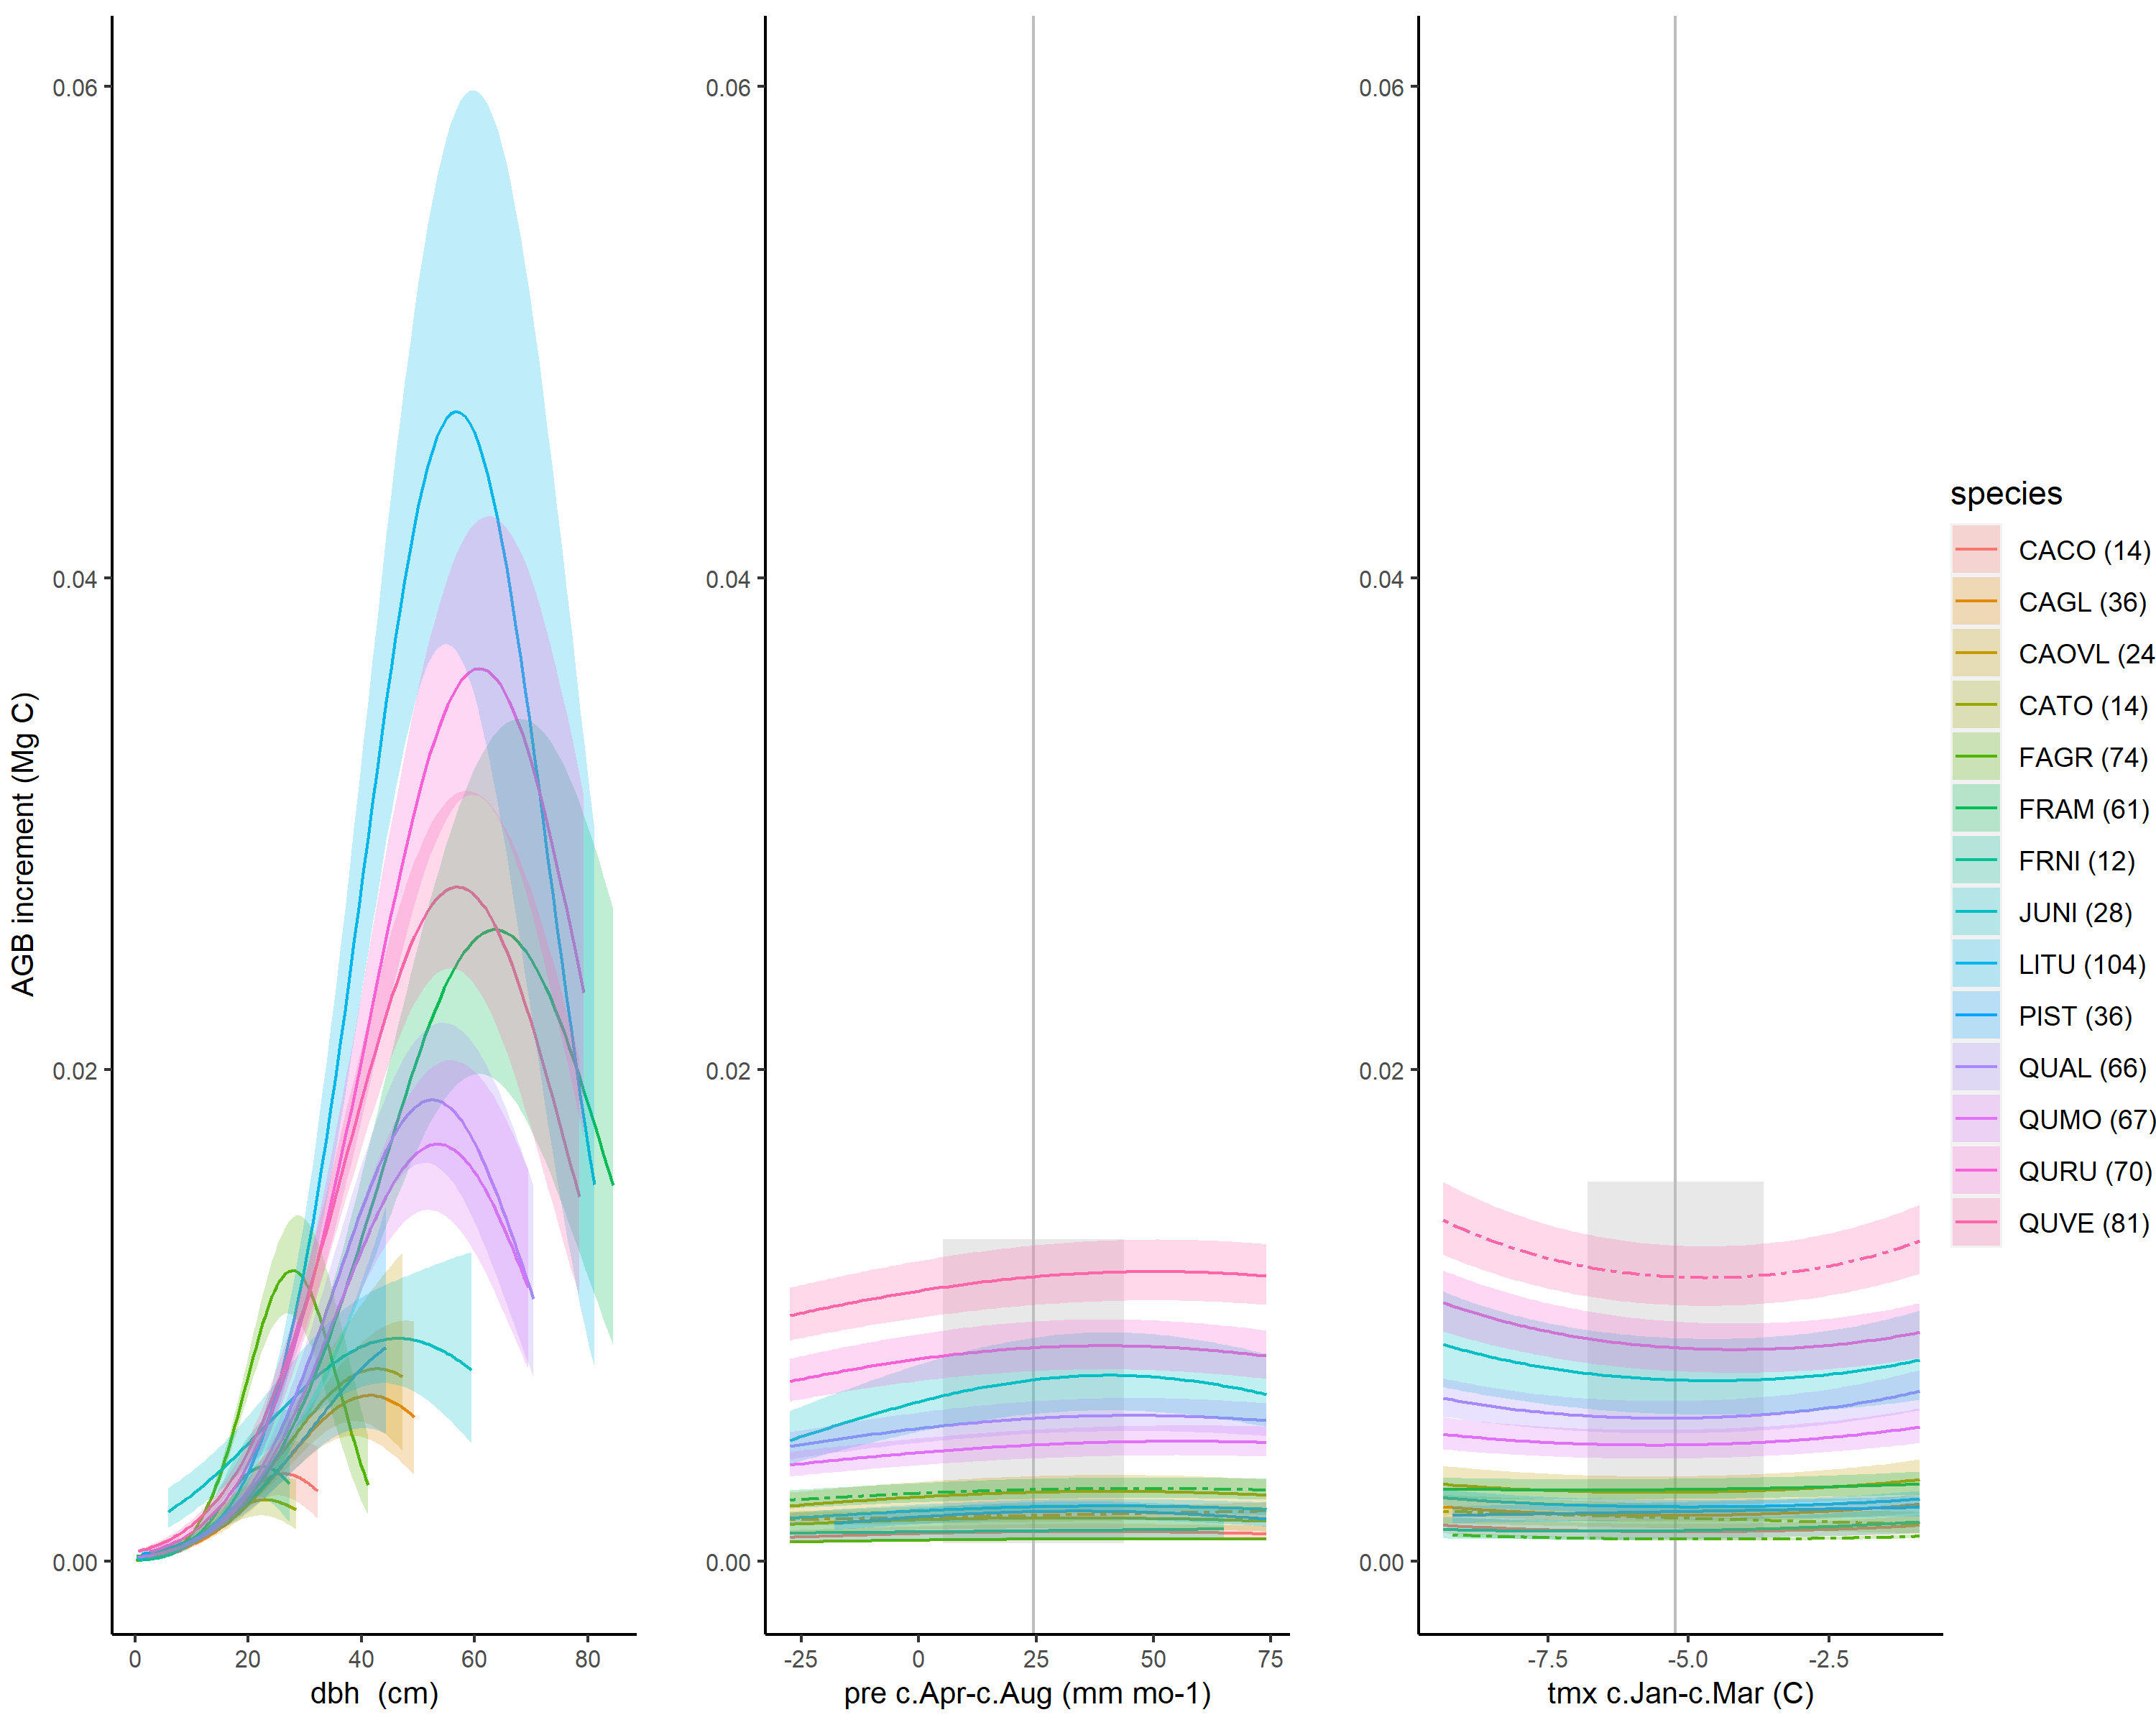 AGB increment (Mg C)
0.06
0.04
0.02
0.00
0 20 40 60 80
dbh (cm)
0.06
0.04
0.02
0.00
-25 0 25 50 75
pre c.Apr-c.Aug (mm mo-1)
0.06
0.04
0.02
0.00
-7.5 -5.0 -2.5
tmx c.Jan-c.Mar (C)
species
CACO (14)
CAGL (36)
CAOVL (24
CATO (14)
FAGR (74)
FRAM (61)
FRNI (12)
JUNI (28)
LITU (104)
PIST (36)
QUAL (66)
QUMO (67)
QURU (70)
QUVE (81)